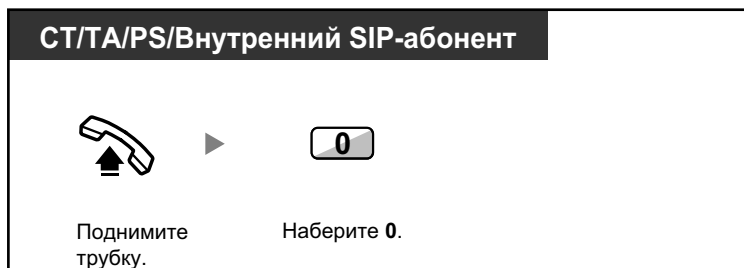 СТ/ТА/PS/Внутренний SIP-абонент
0
Поднимите
трубку.
Наберите 0.